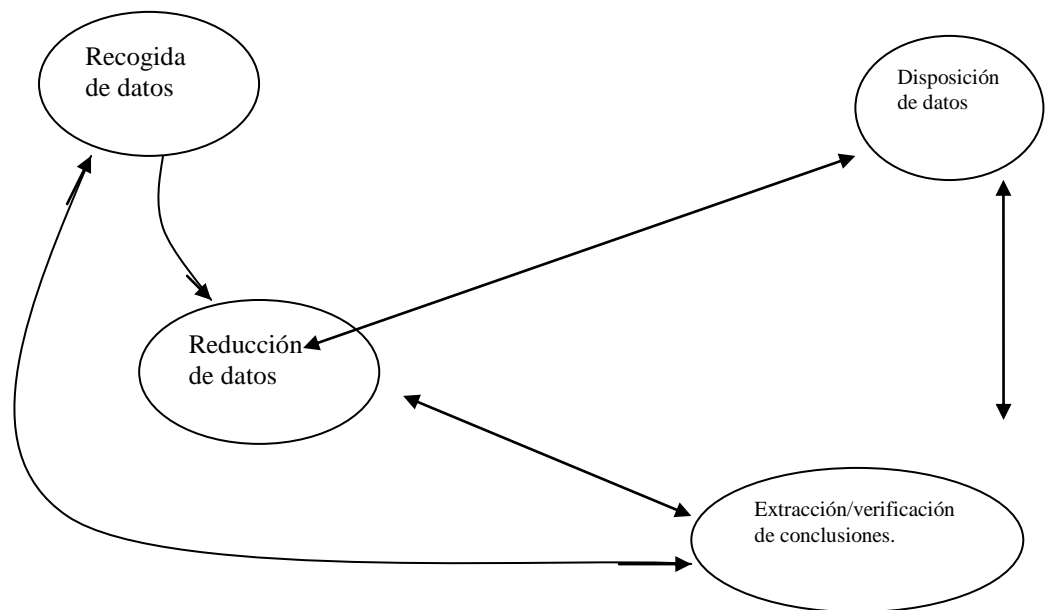 Recogida
de datos
Disposición
de datos
Reducción
de datos
Extracción/verificación
de conclusiones.